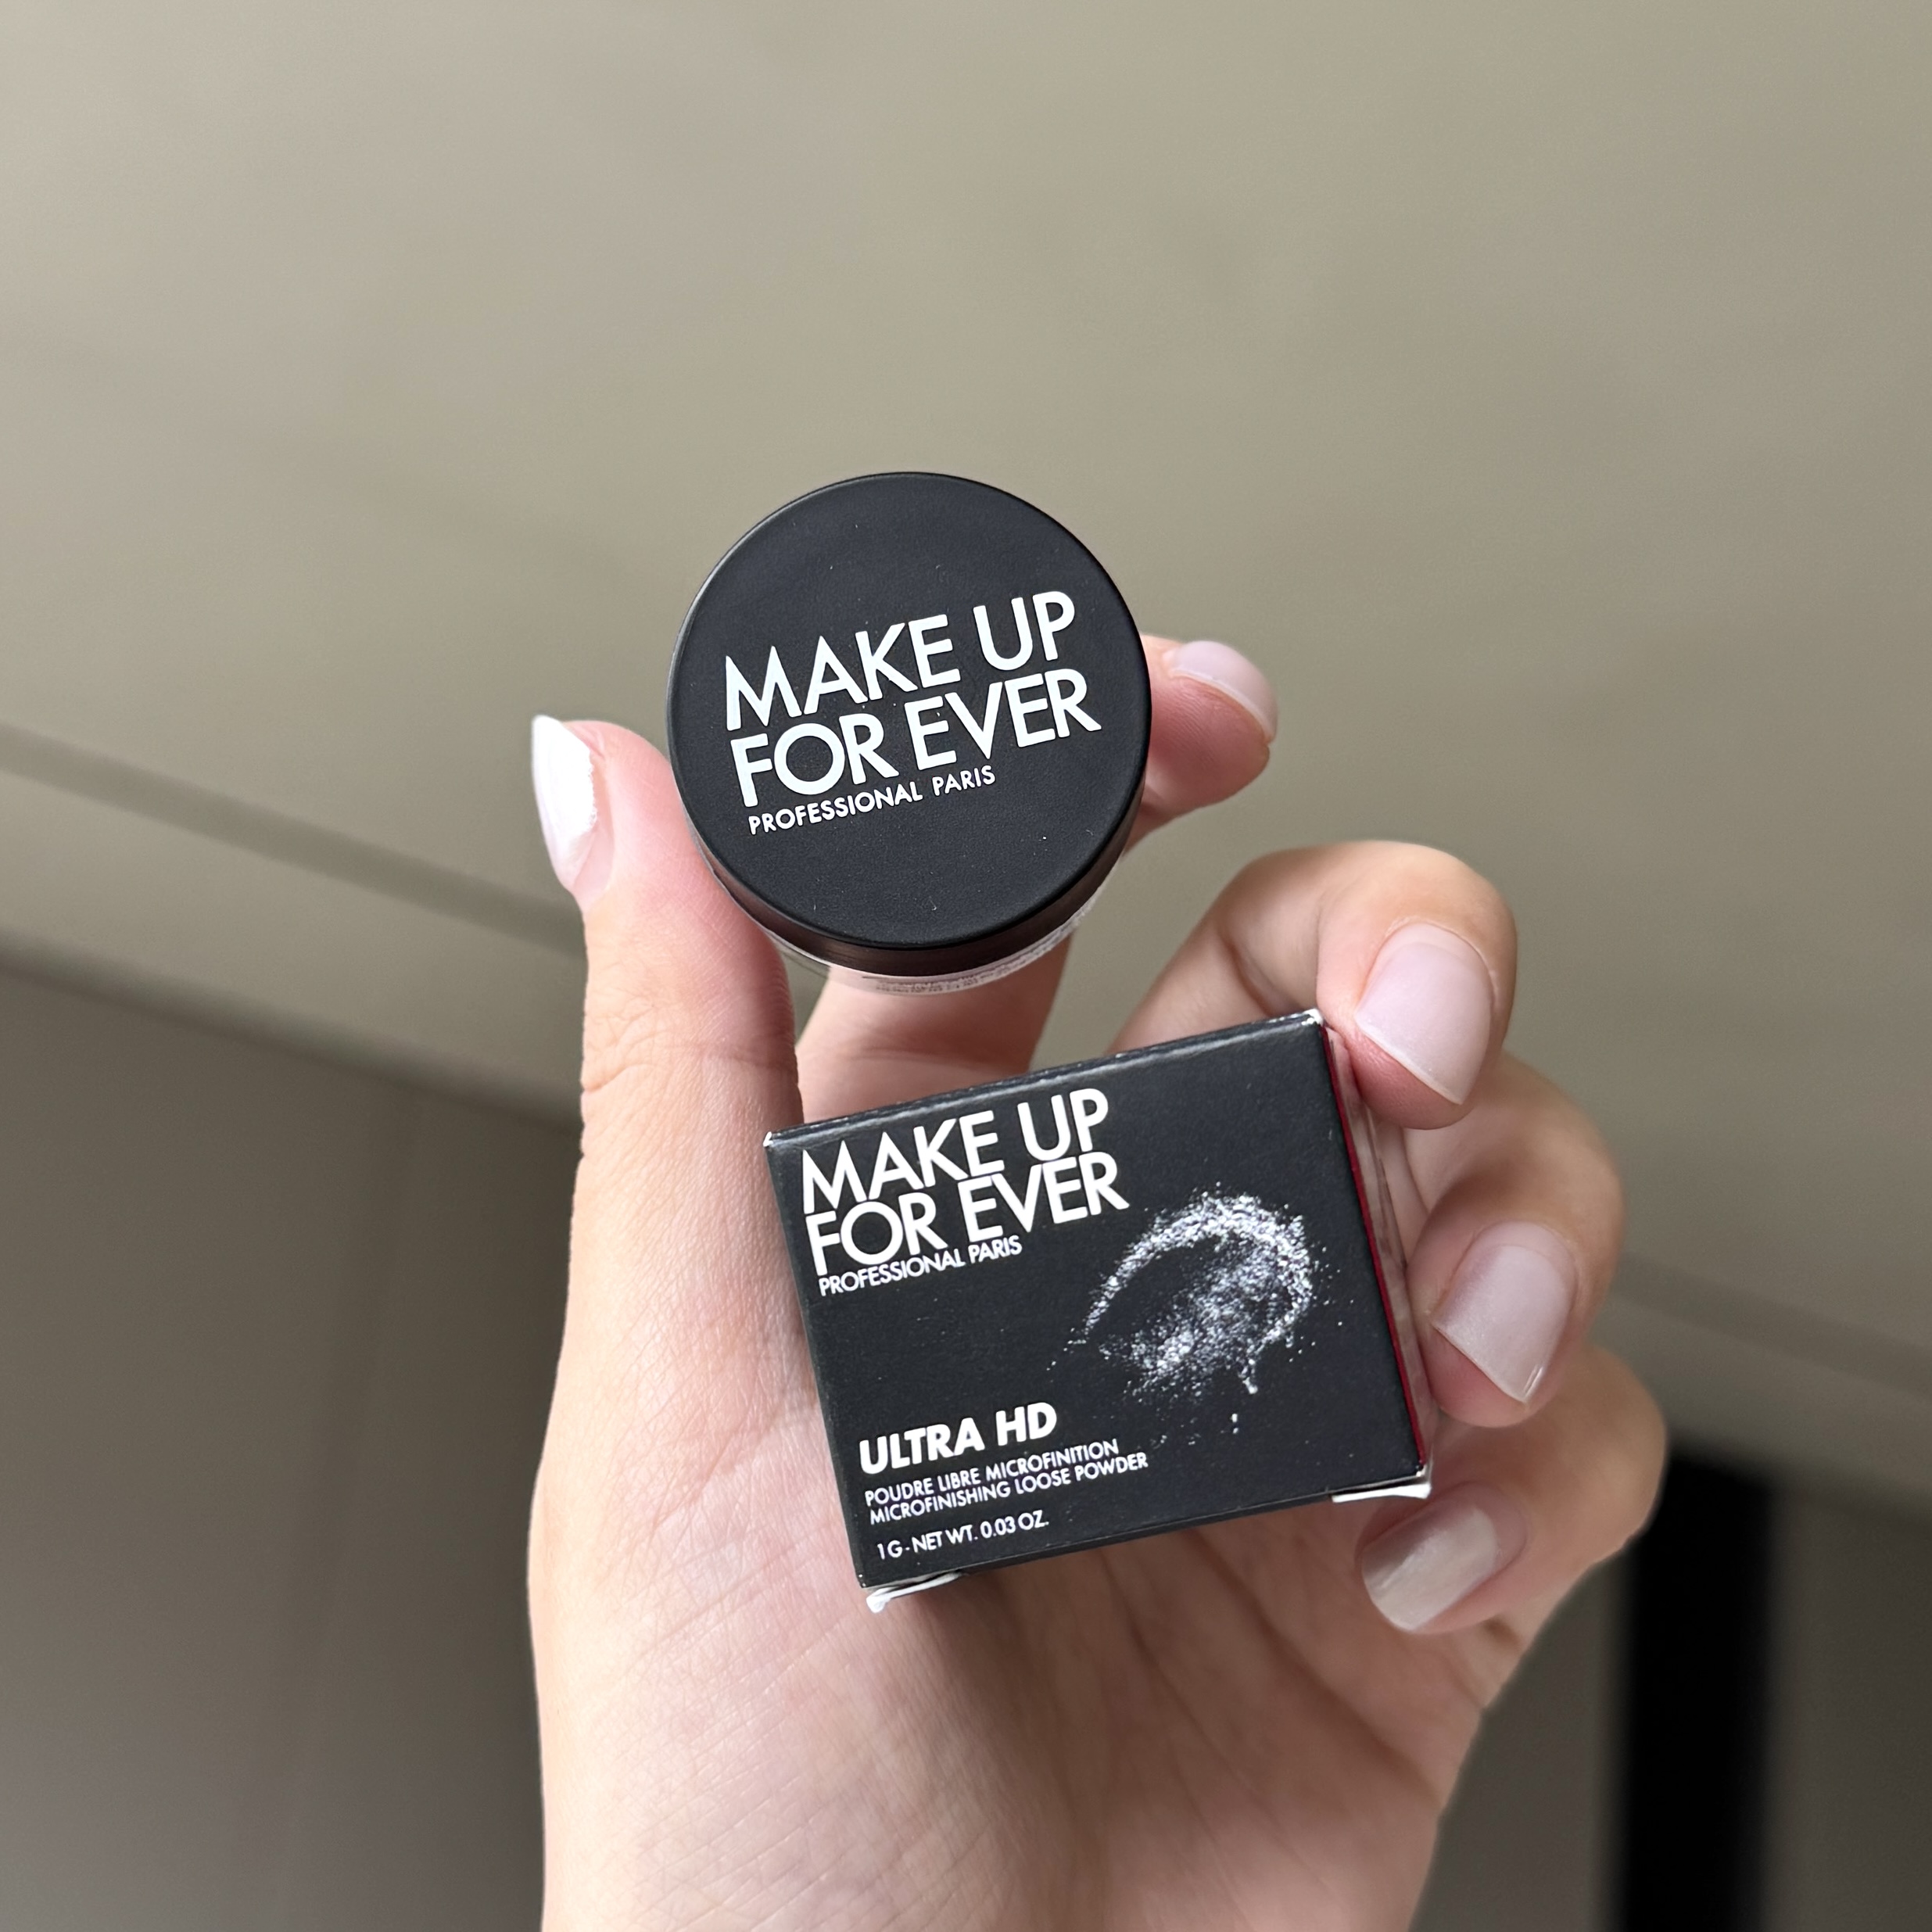 MAKE UP
FOR EVER
PROFESSIONAL PARIS
MAKE UP
FOR EVER
PROFESSIONAL PARIS
ULTRA HD
POUDRE LIBRE MICROFINITION
MICROFINISHING LOOSE POWDER
1 G - NET WT. 0.03 OZ.